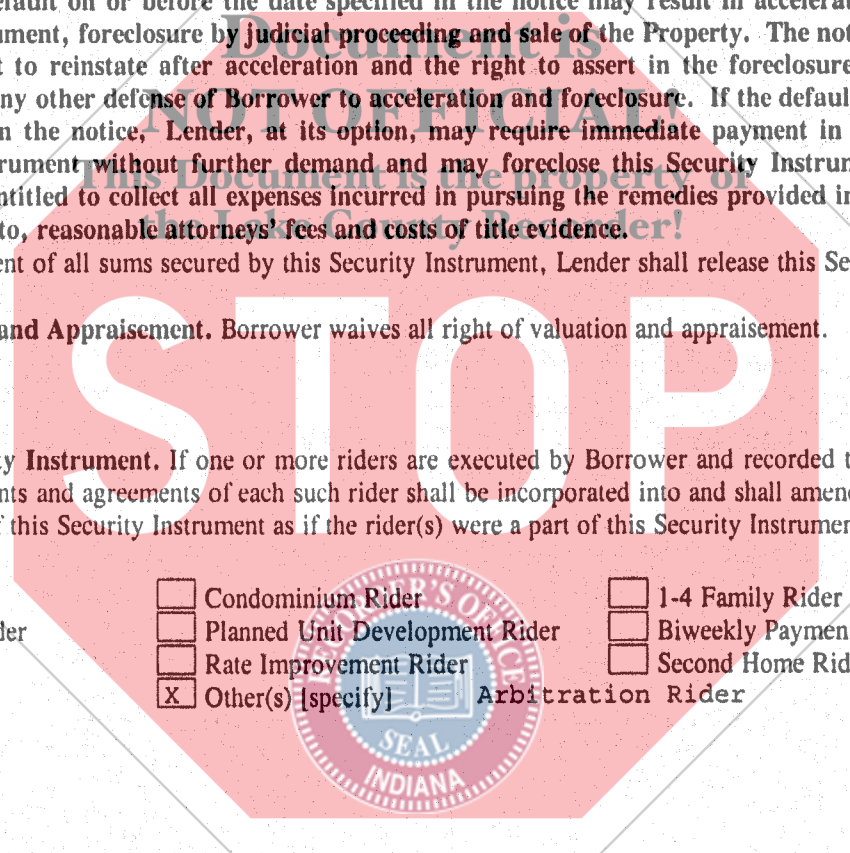 default on or before the date specified in the notice may result in accelerat
ment, foreclosure by judicial proceeding and sale of the Property. The not
t to reinstate after acceleration and the right to assert in the foreclosure
ny other defense of Borrower to acceleration and foreclosure. If the defaul
n the notice, Lender, at its option, may require immediate payment in
rument without further demand and may foreclose this Security Instrum
ntitled to collect all expenses incurred in pursuing the remedies provided in
to, reasonable attorneys' fees and costs of title evidence.
ent of all sums secured by this Security Instrument, Lender shall release this Se
and Appraisement. Borrower waives all right of valuation and appraisement.
y Instrument. If one or more riders are executed by Borrower and recorded t
nts and agreements of each such rider shall be incorporated into and shall amend
f this Security Instrument as if the rider(s) were a part of this Security Instrumen
Condominium Rider 1-4 Family Rider
der Planned Unit Development Rider Biweekly Paymen
Rate Improvement Rider Second Home Rid
X Other(s) [specify] Arbitration Rider
Document is
NOT OFFICIAL!
This Document is the property of
the Lake County Recorder!
STOP
RECORDER'S OFFICE
SEAL
INDIANA